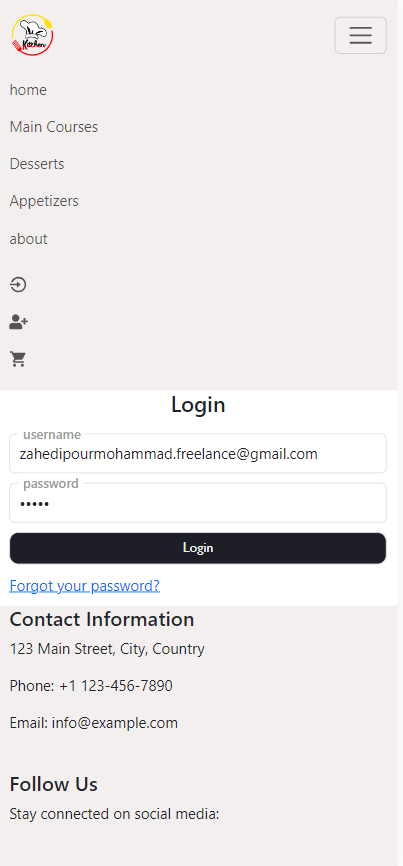 Kitchen
home
Main Courses
Desserts
Appetizers
about
Login
username
zahedipourmohammad.freelance@gmail.com
password
•••••
Login
Forgot your password?
Contact Information
123 Main Street, City, Country
Phone: +1 123-456-7890
Email: info@example.com
Follow Us
Stay connected on social media: